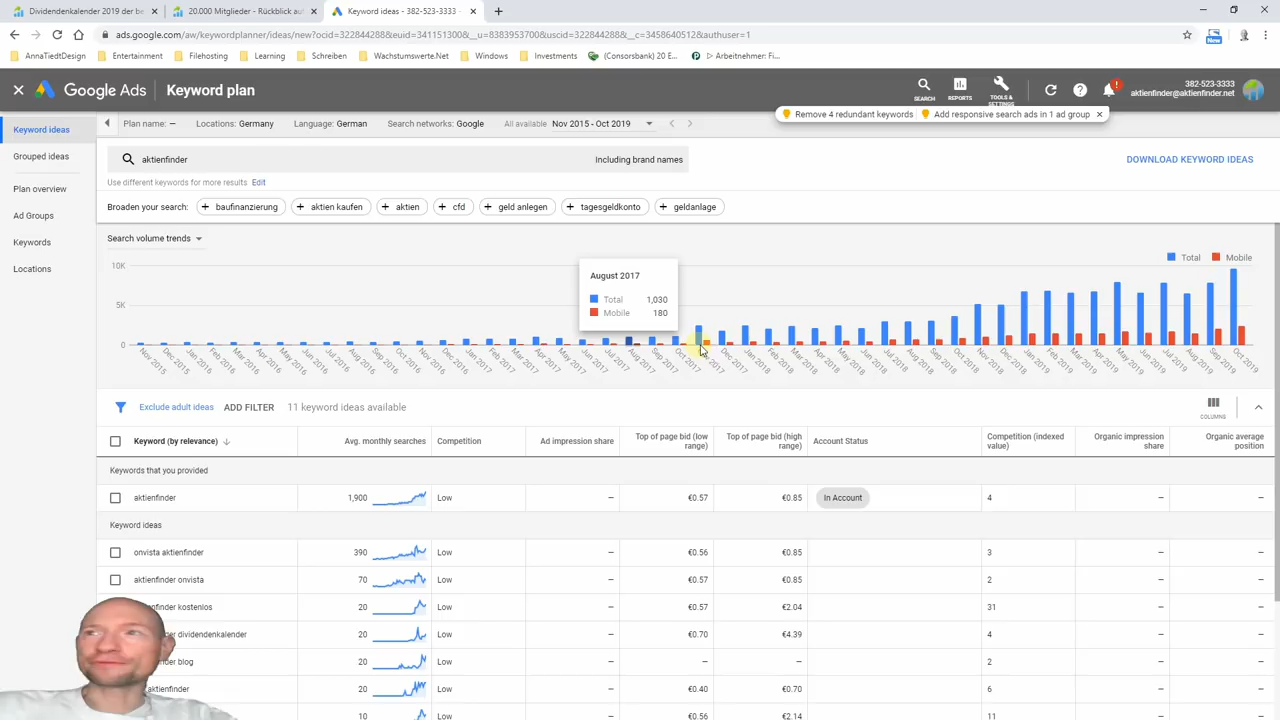 Dividendenkalender 2019 der be
20.000 Mitglieder - Rückblick auf
Keyword ideas - 382-523-3333 -
ads.google.com/aw/keywordplanner/ideas/new?ocid=322844288&euid=341151300&__u=8383953700&uscid=322844288&__c=3458640512&authuser=1
New
AnnaTiedtDesign
Entertainment
Filehosting
Learning
Schreiben
Wachstumswerte.Net
Windows
Investments
(Consorsbank) 20 E...
▷ Arbeitnehmer: Fi...
Google Ads
Keyword plan
SEARCH
REPORTS
TOOLS & SETTINGS
382-523-3333
aktienfinder@aktienfinder.net
Remove 4 redundant keywords
Add responsive search ads in 1 ad group
Keyword ideas
Grouped ideas
Plan overview
Ad Groups
Keywords
Locations
Plan name: –
Location: Germany
Language: German
Search networks: Google
All available
Nov 2015 - Oct 2019
aktienfinder
Including brand names
DOWNLOAD KEYWORD IDEAS
Use different keywords for more results Edit
Broaden your search:
+ baufinanzierung
+ aktien kaufen
+ aktien
+ cfd
+ geld anlegen
+ tagesgeldkonto
+ geldanlage
Search volume trends
Total
Mobile
10K
5K
0
August 2017
Total 1,030
Mobile 180
Nov 2015
Dec 2015
Jan 2016
Feb 2016
Mar 2016
Apr 2016
May 2016
Jun 2016
Jul 2016
Aug 2016
Sep 2016
Oct 2016
Nov 2016
Dec 2016
Jan 2017
Feb 2017
Mar 2017
Apr 2017
May 2017
Jun 2017
Jul 2017
Aug 2017
Sep 2017
Oct 2017
2017
Dec 2017
Jan 2018
Feb 2018
Mar 2018
Apr 2018
May 2018
Jun 2018
Jul 2018
Aug 2018
Sep 2018
Oct 2018
Nov 2018
Dec 2018
Jan 2019
Feb 2019
Mar 2019
Apr 2019
May 2019
Jun 2019
Jul 2019
Aug 2019
Sep 2019
Oct 2019
Exclude adult ideas
ADD FILTER
11 keyword ideas available
COLUMNS
Keyword (by relevance)
Avg. monthly searches
Competition
Ad impression share
Top of page bid (low range)
Top of page bid (high range)
Account Status
Competition (indexed value)
Organic impression share
Organic average position
Keywords that you provided
aktienfinder 1,900 Low – €0.57 €0.85 In Account 4 – –
Keyword ideas
onvista aktienfinder 390 Low – €0.56 €0.85 3 – –
aktienfinder onvista 70 Low – €0.57 €0.85 2 – –
enfinder kostenlos 20 Low – €0.57 €2.04 31 – –
er dividendenkalender 20 Low – €0.70 €4.39 4 – –
nder blog 20 Low – – – 2 – –
aktienfinder 20 Low – €0.40 €0.70 6 – –
10 Low – €0.56 €2.14 11 – –